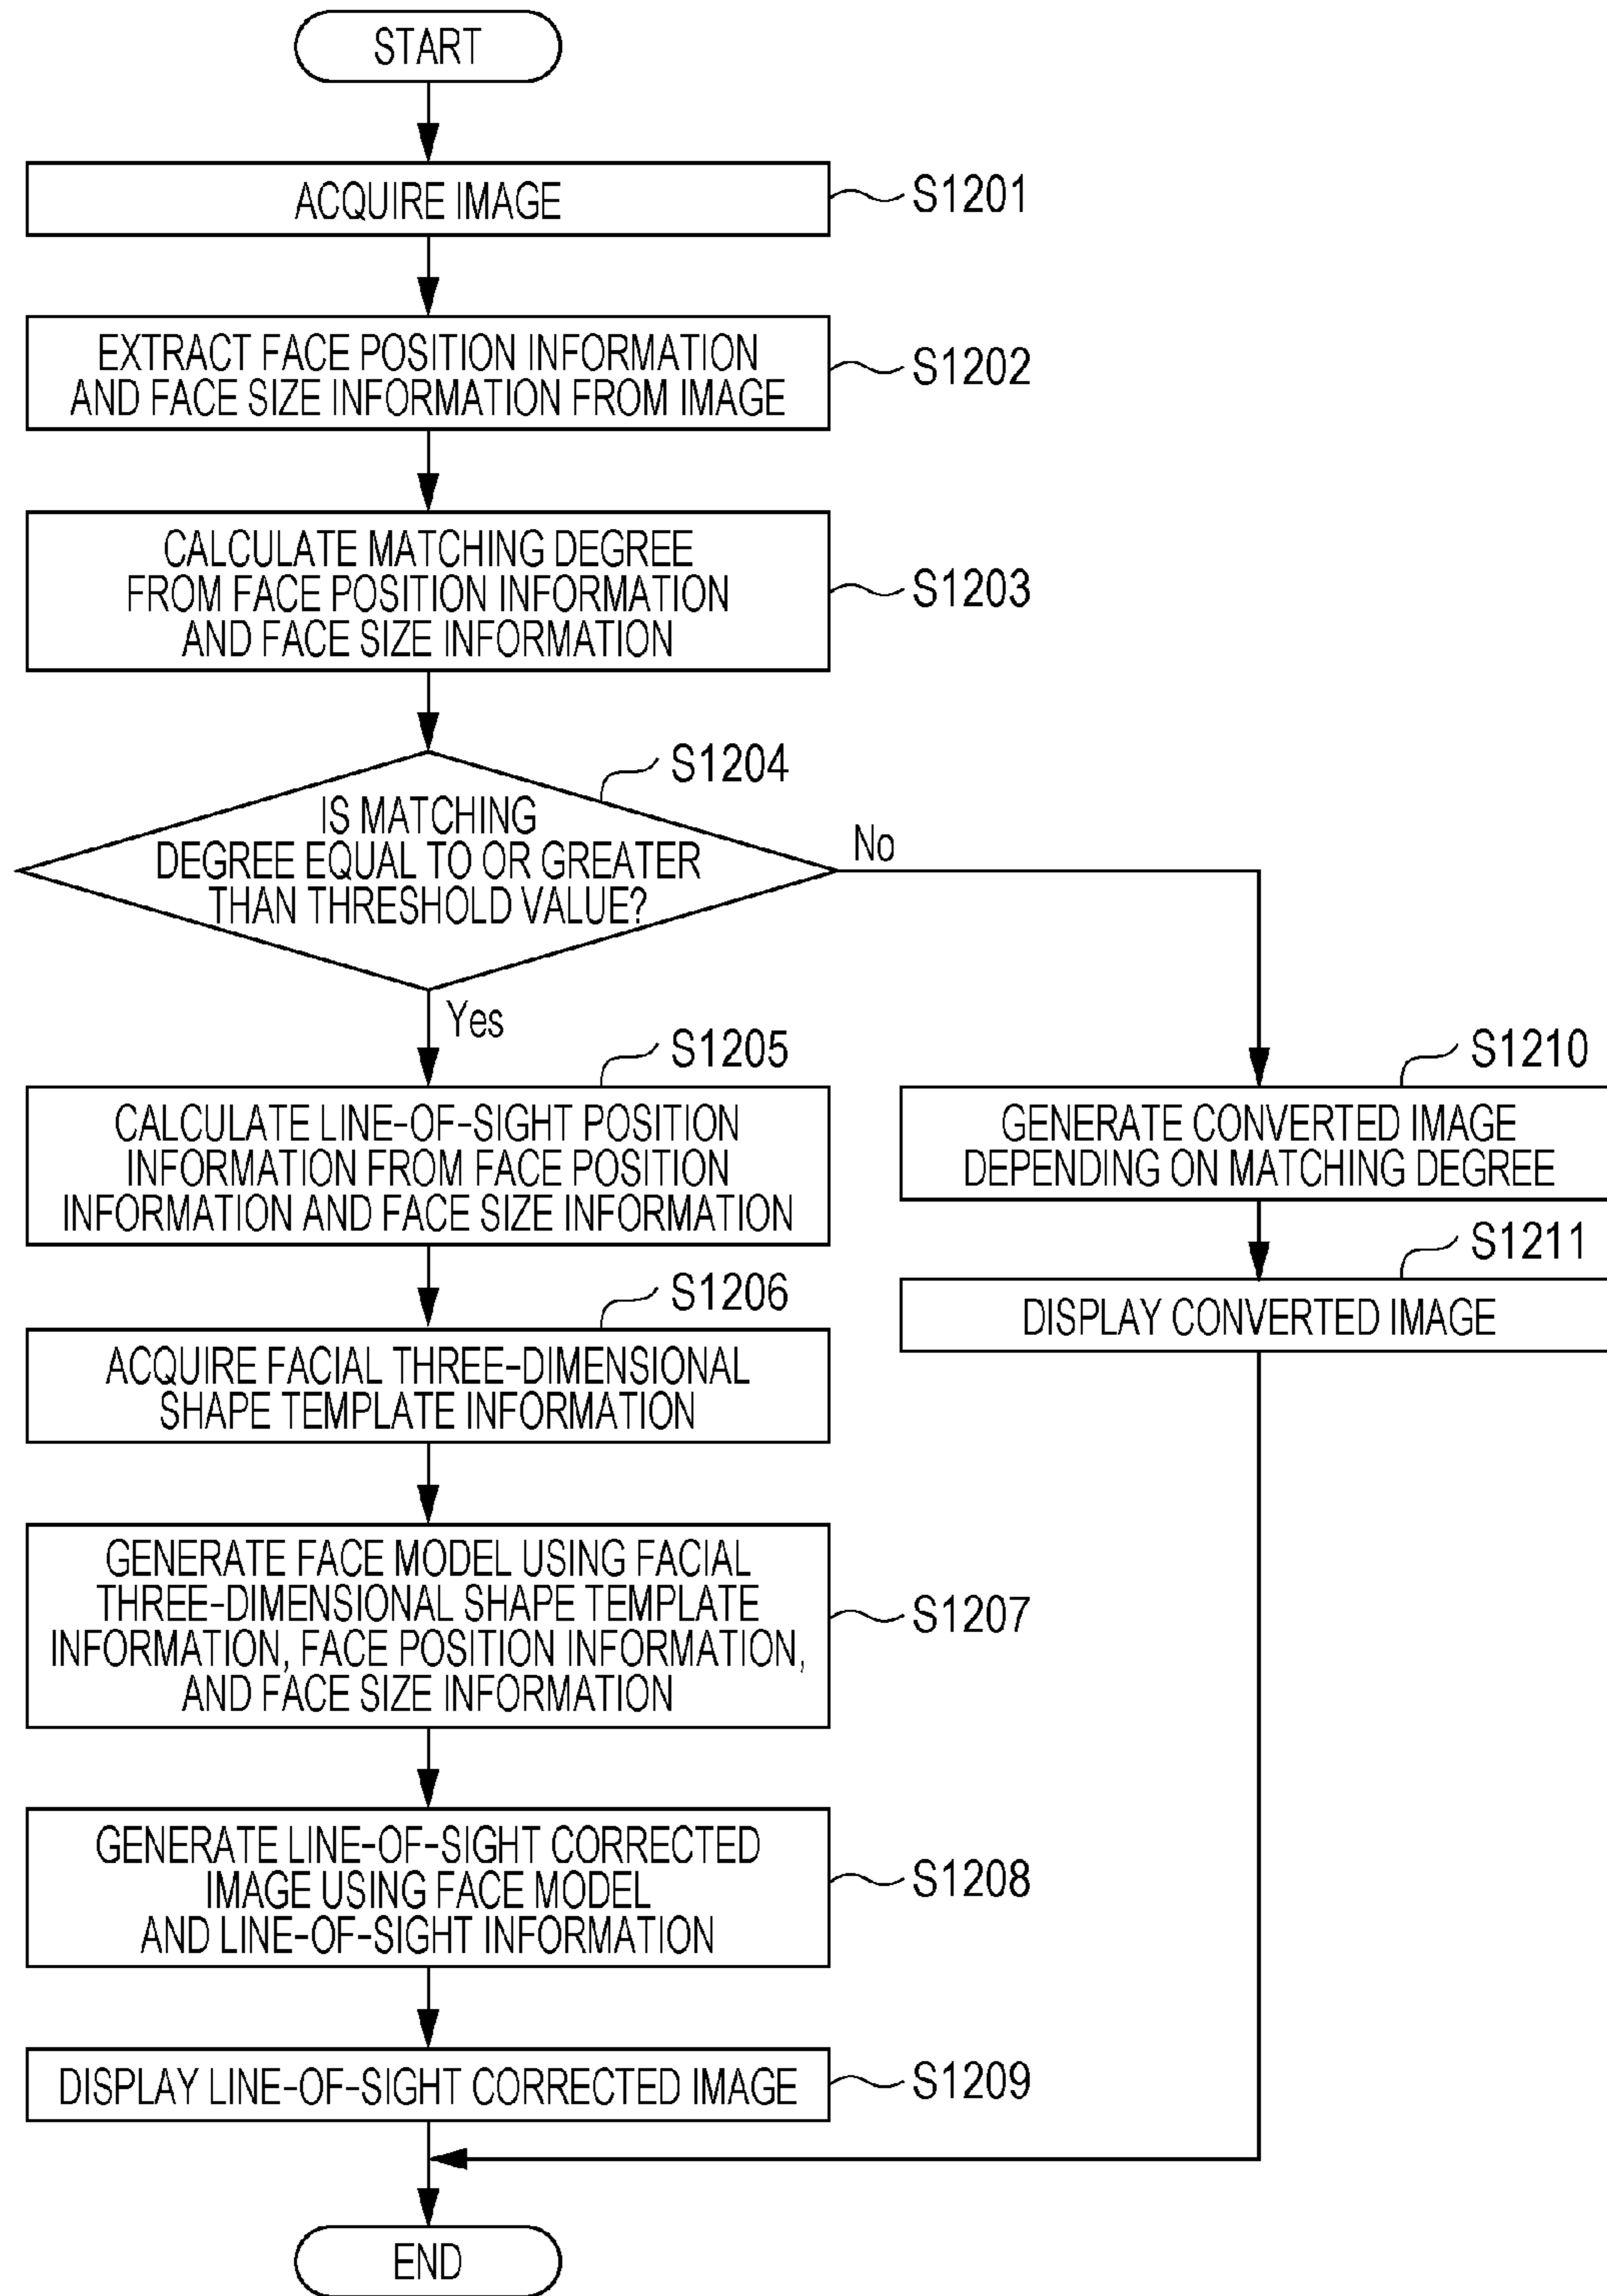 START
ACQUIRE IMAGE
S1201
EXTRACT FACE POSITION INFORMATION
AND FACE SIZE INFORMATION FROM IMAGE
S1202
CALCULATE MATCHING DEGREE
FROM FACE POSITION INFORMATION
AND FACE SIZE INFORMATION
S1203
S1204
IS MATCHING
DEGREE EQUAL TO OR GREATER
THAN THRESHOLD VALUE?
No
Yes
S1205
CALCULATE LINE-OF-SIGHT POSITION
INFORMATION FROM FACE POSITION
INFORMATION AND FACE SIZE INFORMATION
S1210
GENERATE CONVERTED IMAGE
DEPENDING ON MATCHING DEGREE
S1211
DISPLAY CONVERTED IMAGE
S1206
ACQUIRE FACIAL THREE-DIMENSIONAL
SHAPE TEMPLATE INFORMATION
GENERATE FACE MODEL USING FACIAL
THREE-DIMENSIONAL SHAPE TEMPLATE
INFORMATION, FACE POSITION INFORMATION,
AND FACE SIZE INFORMATION
S1207
GENERATE LINE-OF-SIGHT CORRECTED
IMAGE USING FACE MODEL
AND LINE-OF-SIGHT INFORMATION
S1208
DISPLAY LINE-OF-SIGHT CORRECTED IMAGE
S1209
END